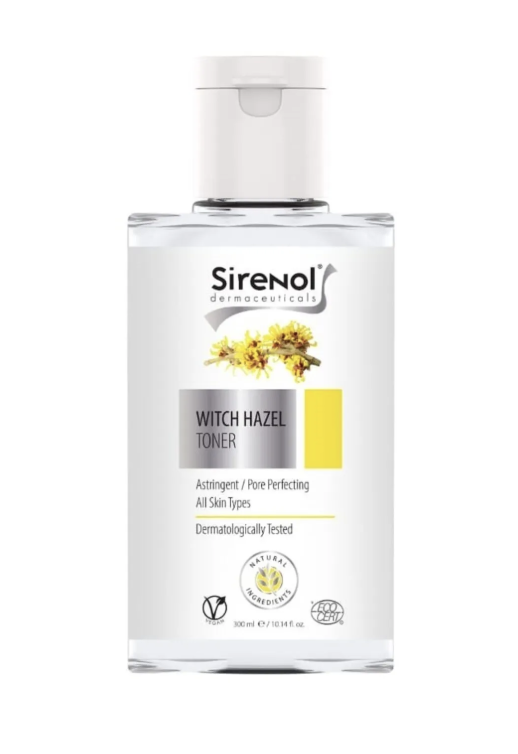 Sirenol®
dermaceuticals
WITCH HAZEL
TONER
Astringent / Pore Perfecting
All Skin Types
Dermatologically Tested
NATURAL
INGREDIENTS
VEGAN
300 ml ℮ / 10.14 fl. oz.
ECO
CERT